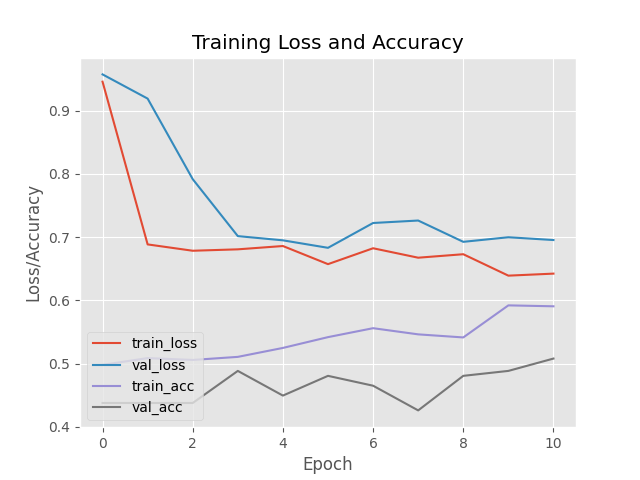 Training Loss and Accuracy
0.9
0.8
0.7
0.6
0.5
0.4
Loss/Accuracy
train_loss
val_loss
train_acc
val_acc
0 2 4 6 8 10
Epoch